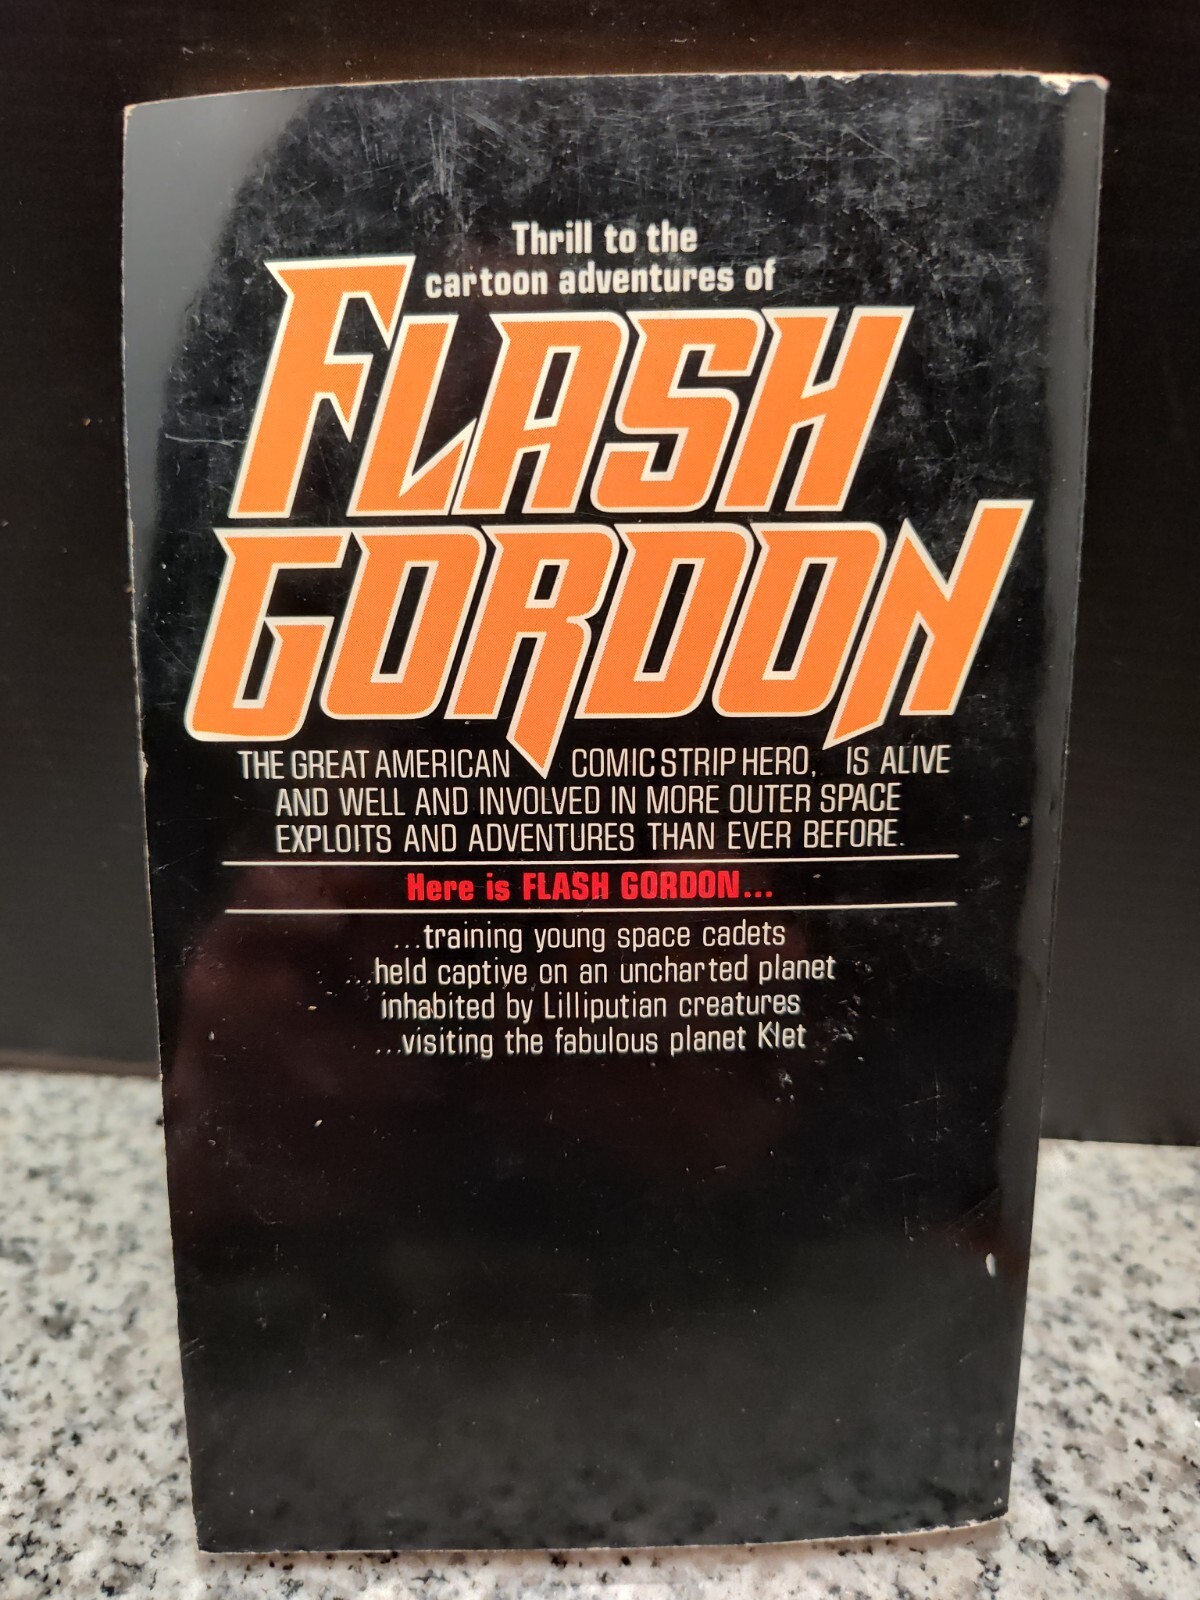 Thrill to the
cartoon adventures of
FLASH
GORDON
THE GREAT AMERICAN COMIC STRIP HERO, IS ALIVE
AND WELL AND INVOLVED IN MORE OUTER SPACE
EXPLOITS AND ADVENTURES THAN EVER BEFORE.
Here is FLASH GORDON...
...training young space cadets
...held captive on an uncharted planet
inhabited by Lilliputian creatures
...visiting the fabulous planet Klet